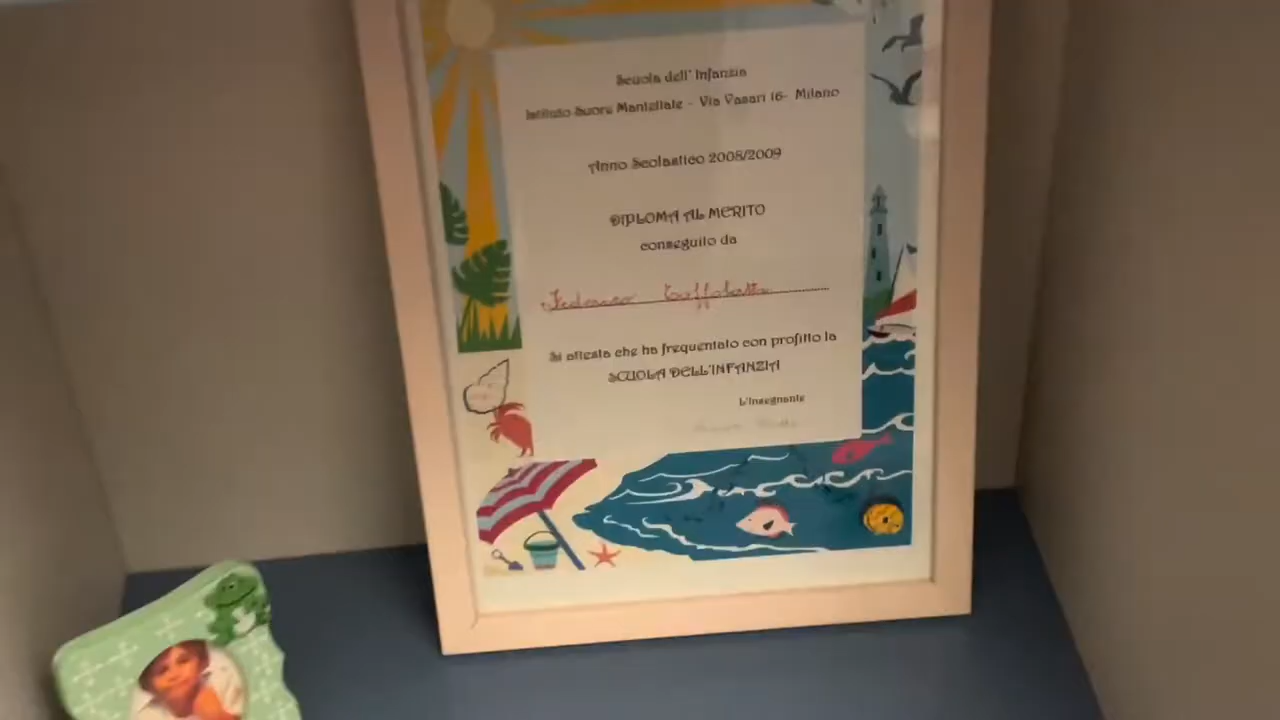 Scuola dell' Infanzia
Istituto Suore Mantellate - Via Vasari 16- Milano
Anno Scolastico 2008/2009
DIPLOMA AL MERITO
conseguito da
Si attesta che ha frequentato con profitto la
SCUOLA DELL'INFANZIA
L'Insegnante